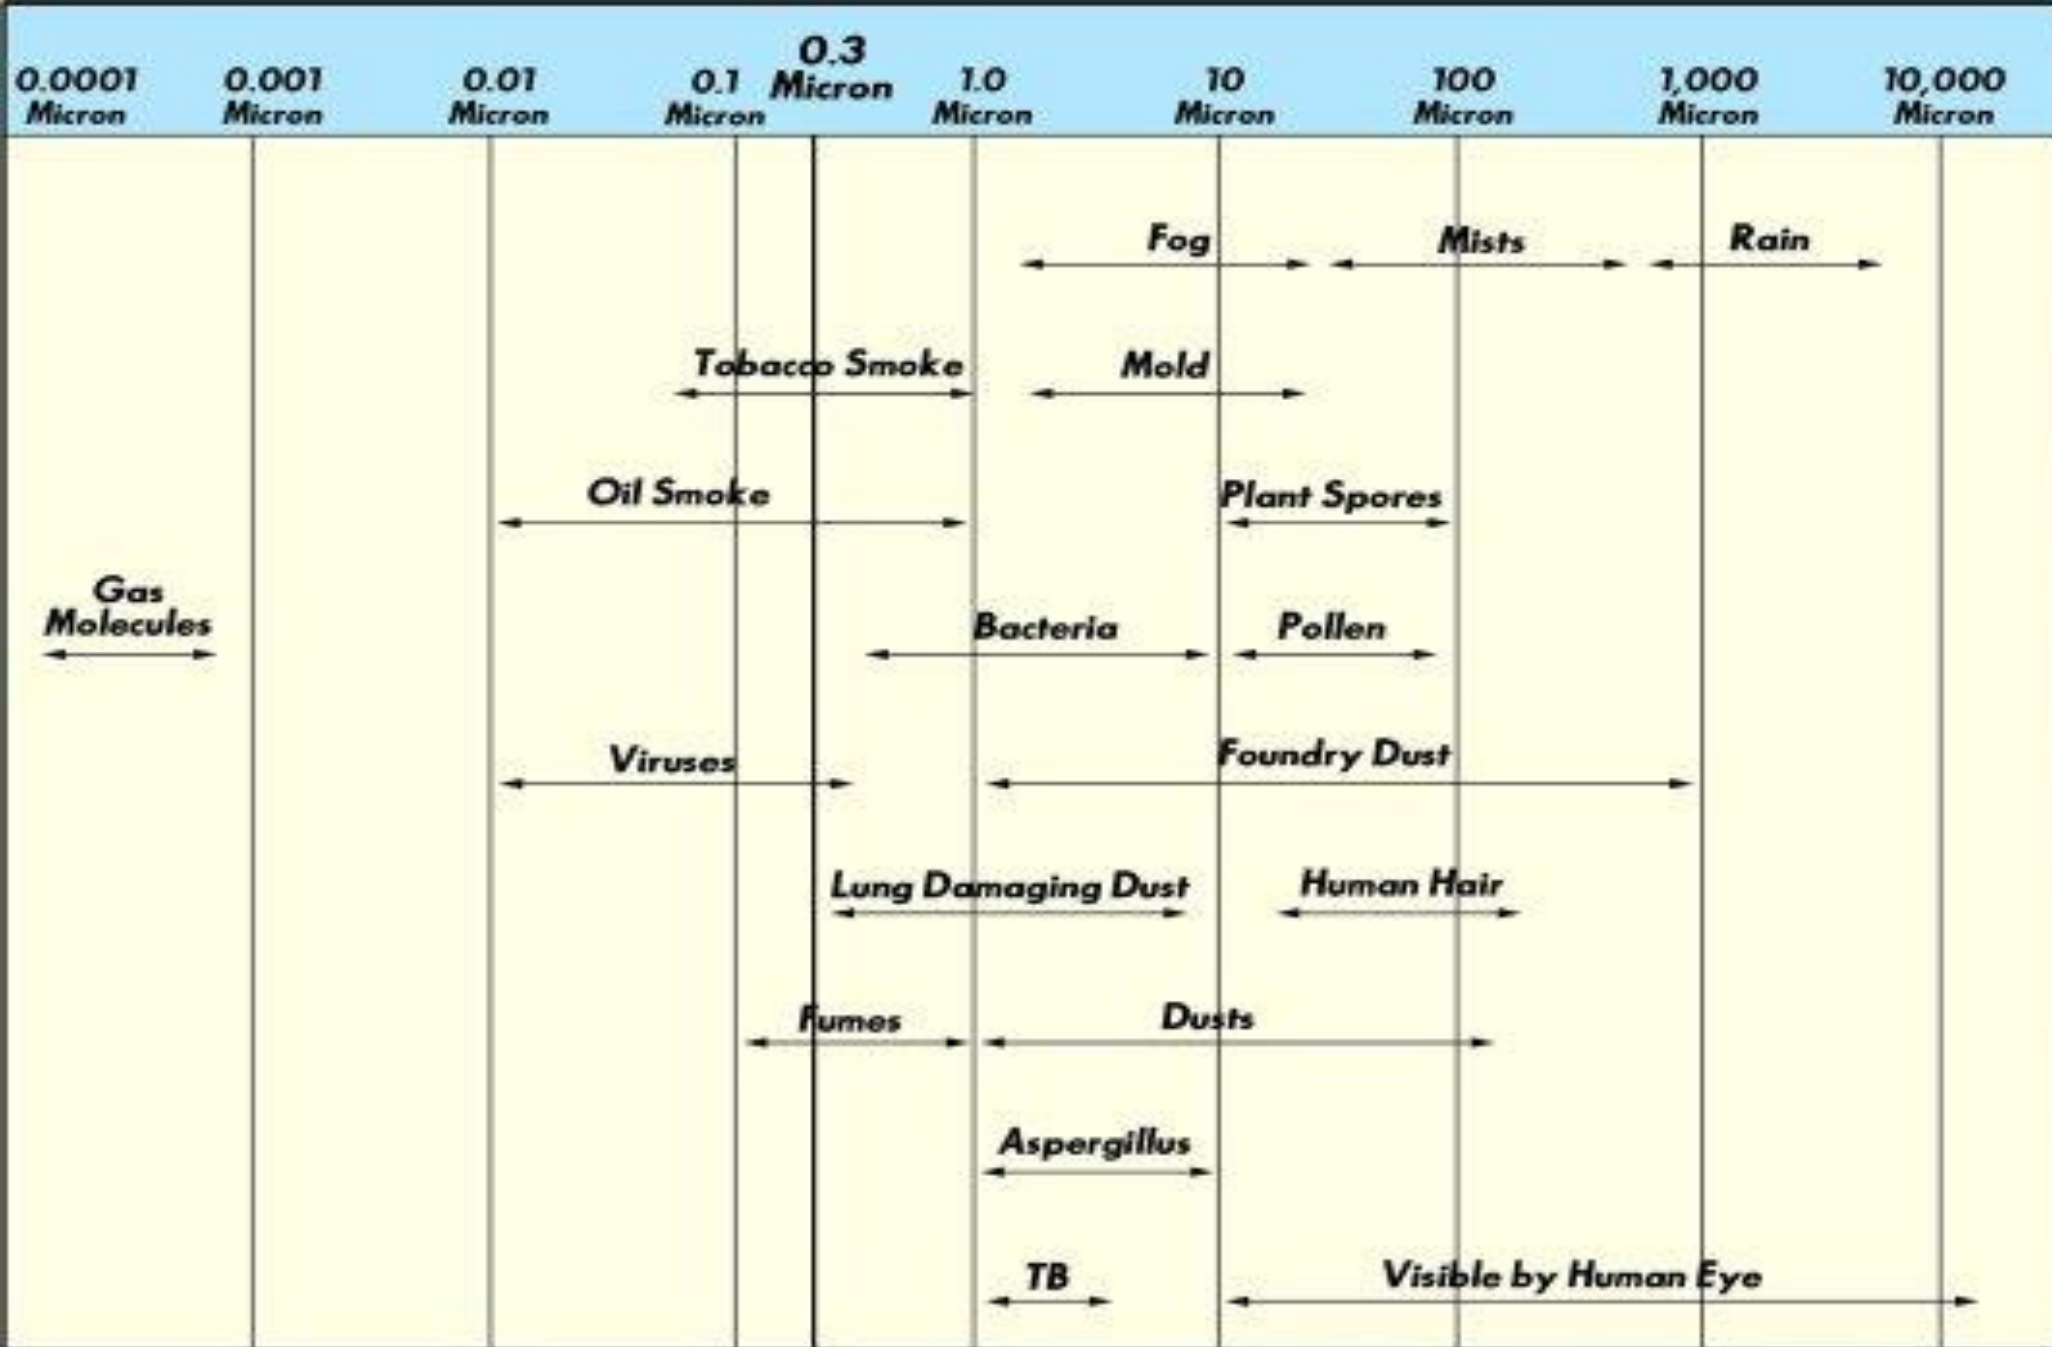 0.0001 0.001 0.01 0.1 0.3 1.0 10 100 1,000 10,000
Micron Micron Micron Micron Micron Micron Micron Micron Micron Micron
Fog Mists Rain
Tobacco Smoke Mold
Oil Smoke Plant Spores
Gas
Molecules Bacteria Pollen
Viruses Foundry Dust
Lung Damaging Dust Human Hair
Fumes Dusts
Aspergillus
TB Visible by Human Eye